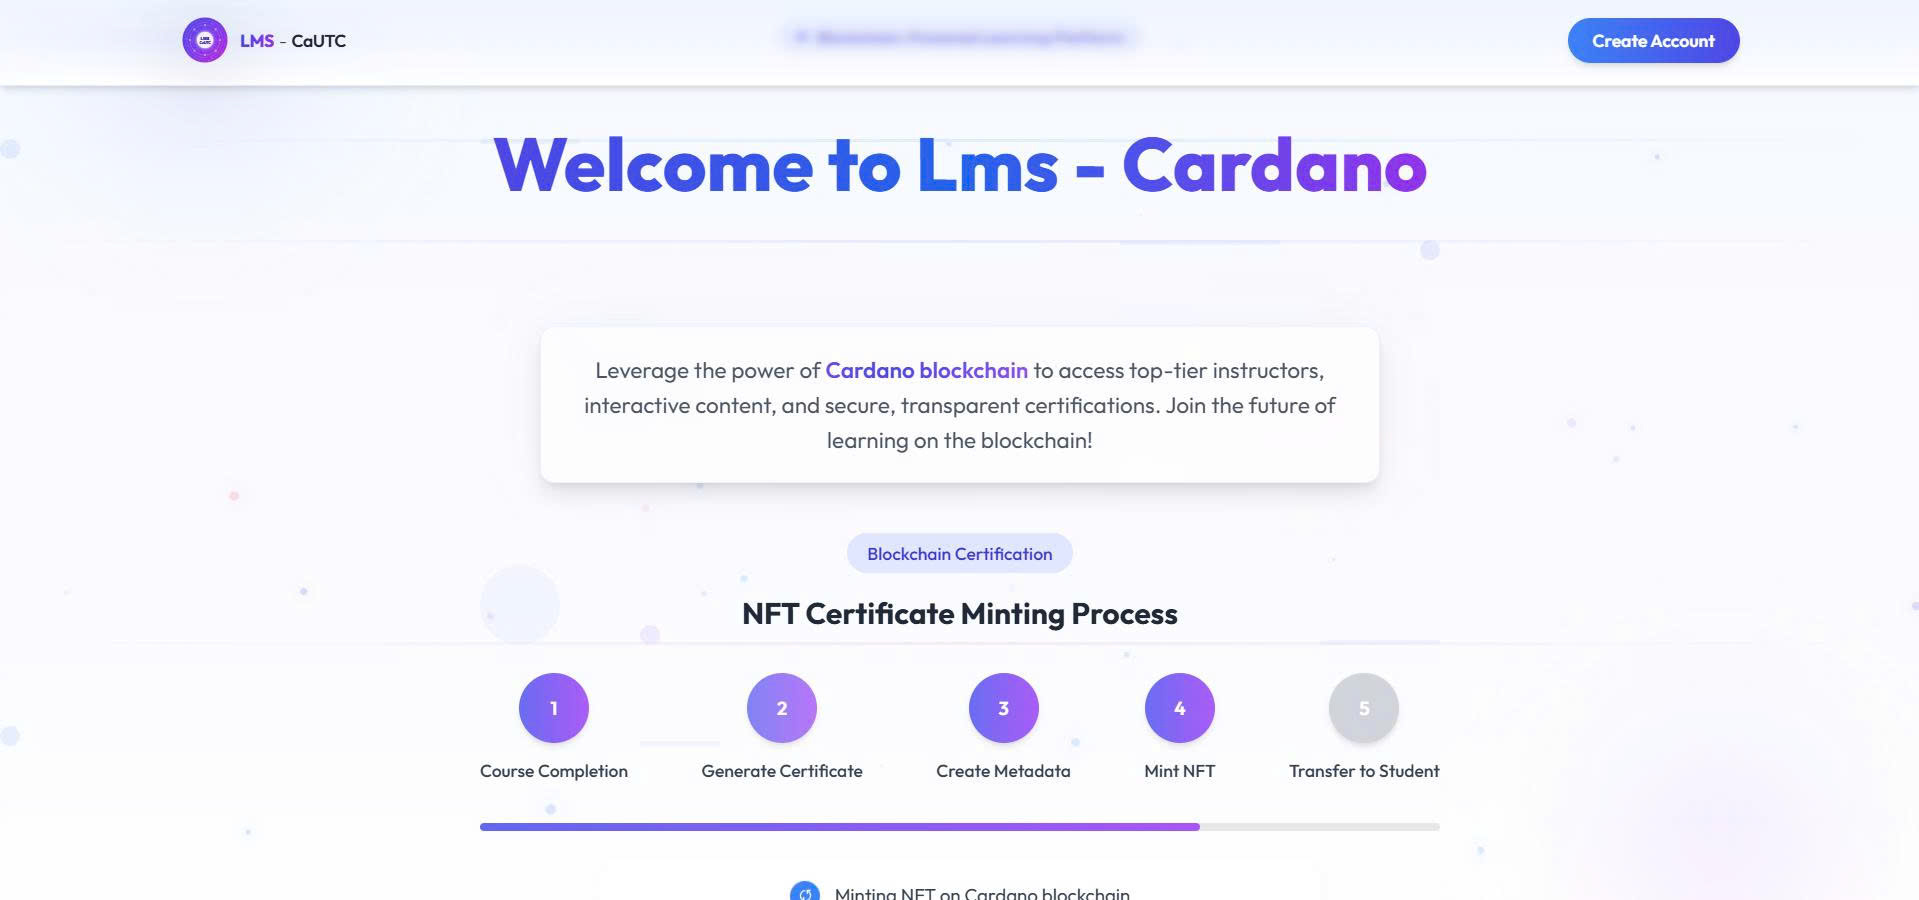 LMS - CaUTC
Create Account
Welcome to Lms - Cardano
Leverage the power of Cardano blockchain to access top-tier instructors,
interactive content, and secure, transparent certifications. Join the future of
learning on the blockchain!
Blockchain Certification
NFT Certificate Minting Process
1
2
3
4
5
Course Completion
Generate Certificate
Create Metadata
Mint NFT
Transfer to Student
Minting NFT on Cardano blockchain